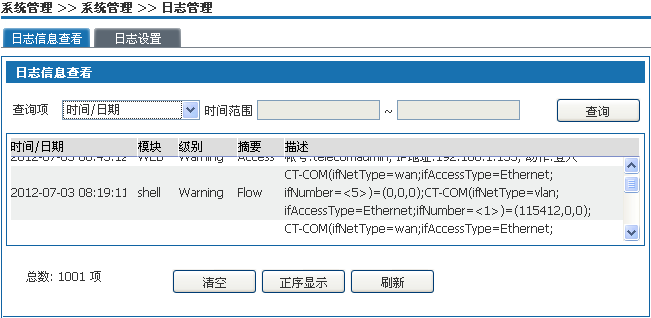 系统管理 >> 系统管理 >> 日志管理
日志信息查看 日志设置
日志信息查看
查询项 时间/日期 时间范围 ~ 查询
时间/日期 模块 级别 摘要 描述
2012-07-03 08:43:12 WEB Warning Access 帐号:telecomadmin; IP地址:192.168.1.133; 动作:登入
CT-COM(ifNetType=wan;ifAccessType=Ethernet;
2012-07-03 08:19:11 shell Warning Flow ifNumber=<5>)=(0,0,0);CT-COM(ifNetType=vlan;
ifAccessType=Ethernet;ifNumber=<1>)=(115412,0,0);
CT-COM(ifNetType=wan;ifAccessType=Ethernet;
总数: 1001 项 清空 正序显示 刷新